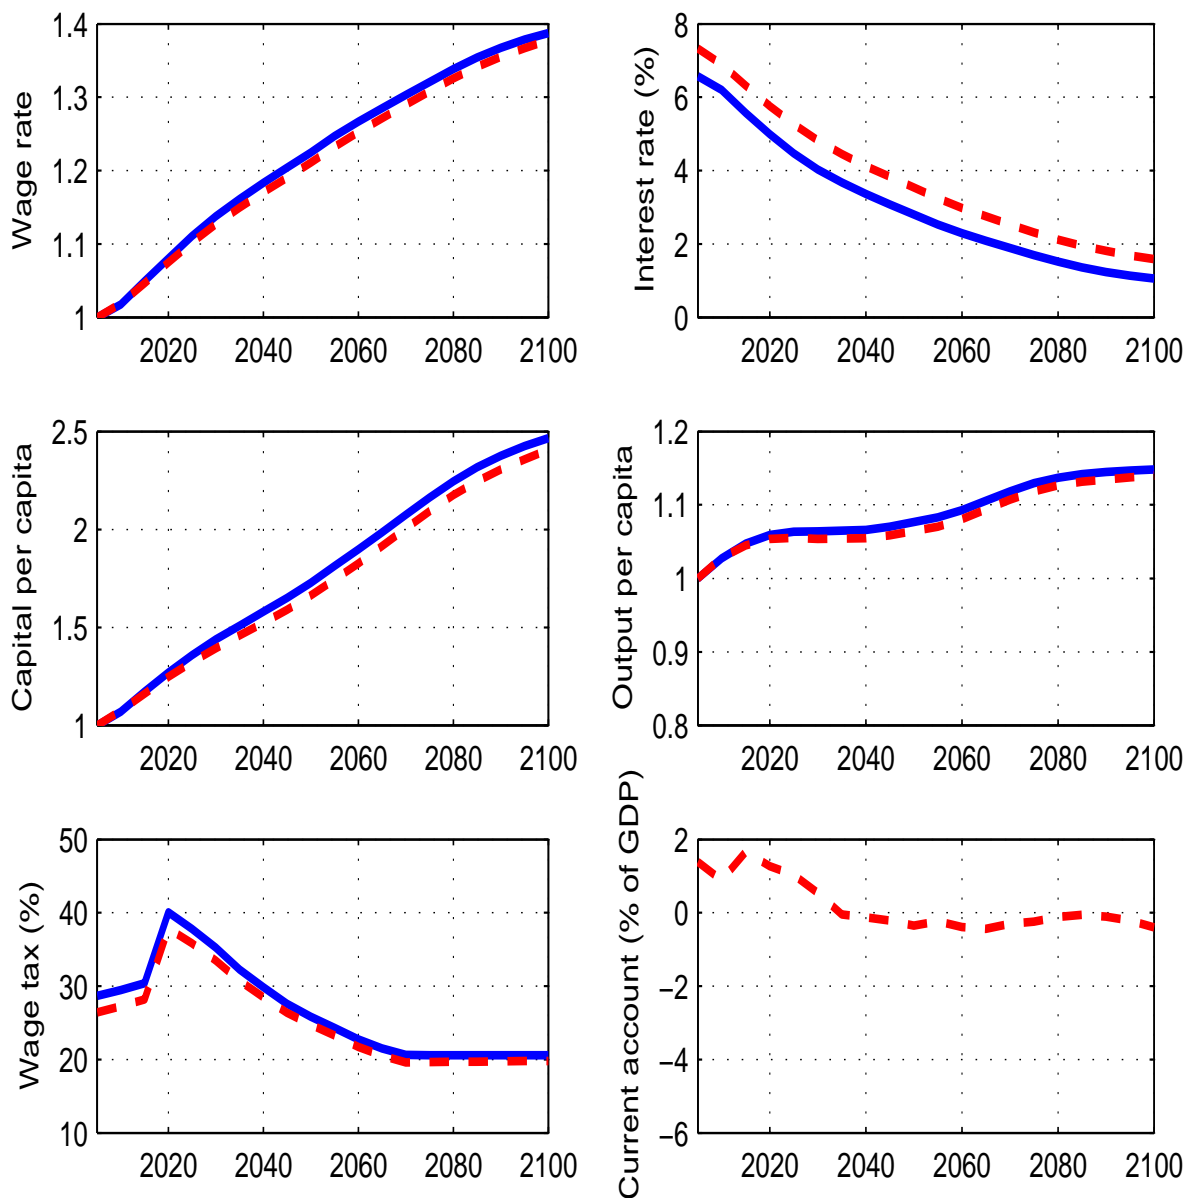 Wage rate
1.4
1.3
1.2
1.1
1
2020 2040 2060 2080 2100
Interest rate (%)
8
6
4
2
0
2020 2040 2060 2080 2100
Capital per capita
2.5
2
1.5
1
2020 2040 2060 2080 2100
Output per capita
1.2
1.1
1
0.9
0.8
2020 2040 2060 2080 2100
Wage tax (%)
50
40
30
20
10
2020 2040 2060 2080 2100
Current account (% of GDP)
2
0
−2
−4
−6
2020 2040 2060 2080 2100